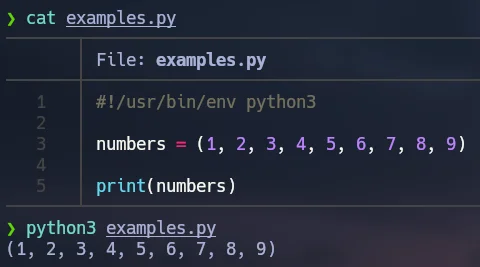 ❯ cat examples.py
File: examples.py
1 #!/usr/bin/env python3
2
3 numbers = (1, 2, 3, 4, 5, 6, 7, 8, 9)
4
5 print(numbers)
❯ python3 examples.py
(1, 2, 3, 4, 5, 6, 7, 8, 9)